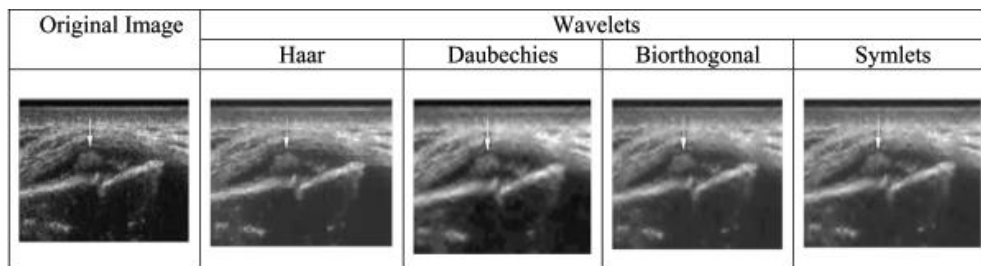 Original Image
Wavelets
Haar
Daubechies
Biorthogonal
Symlets